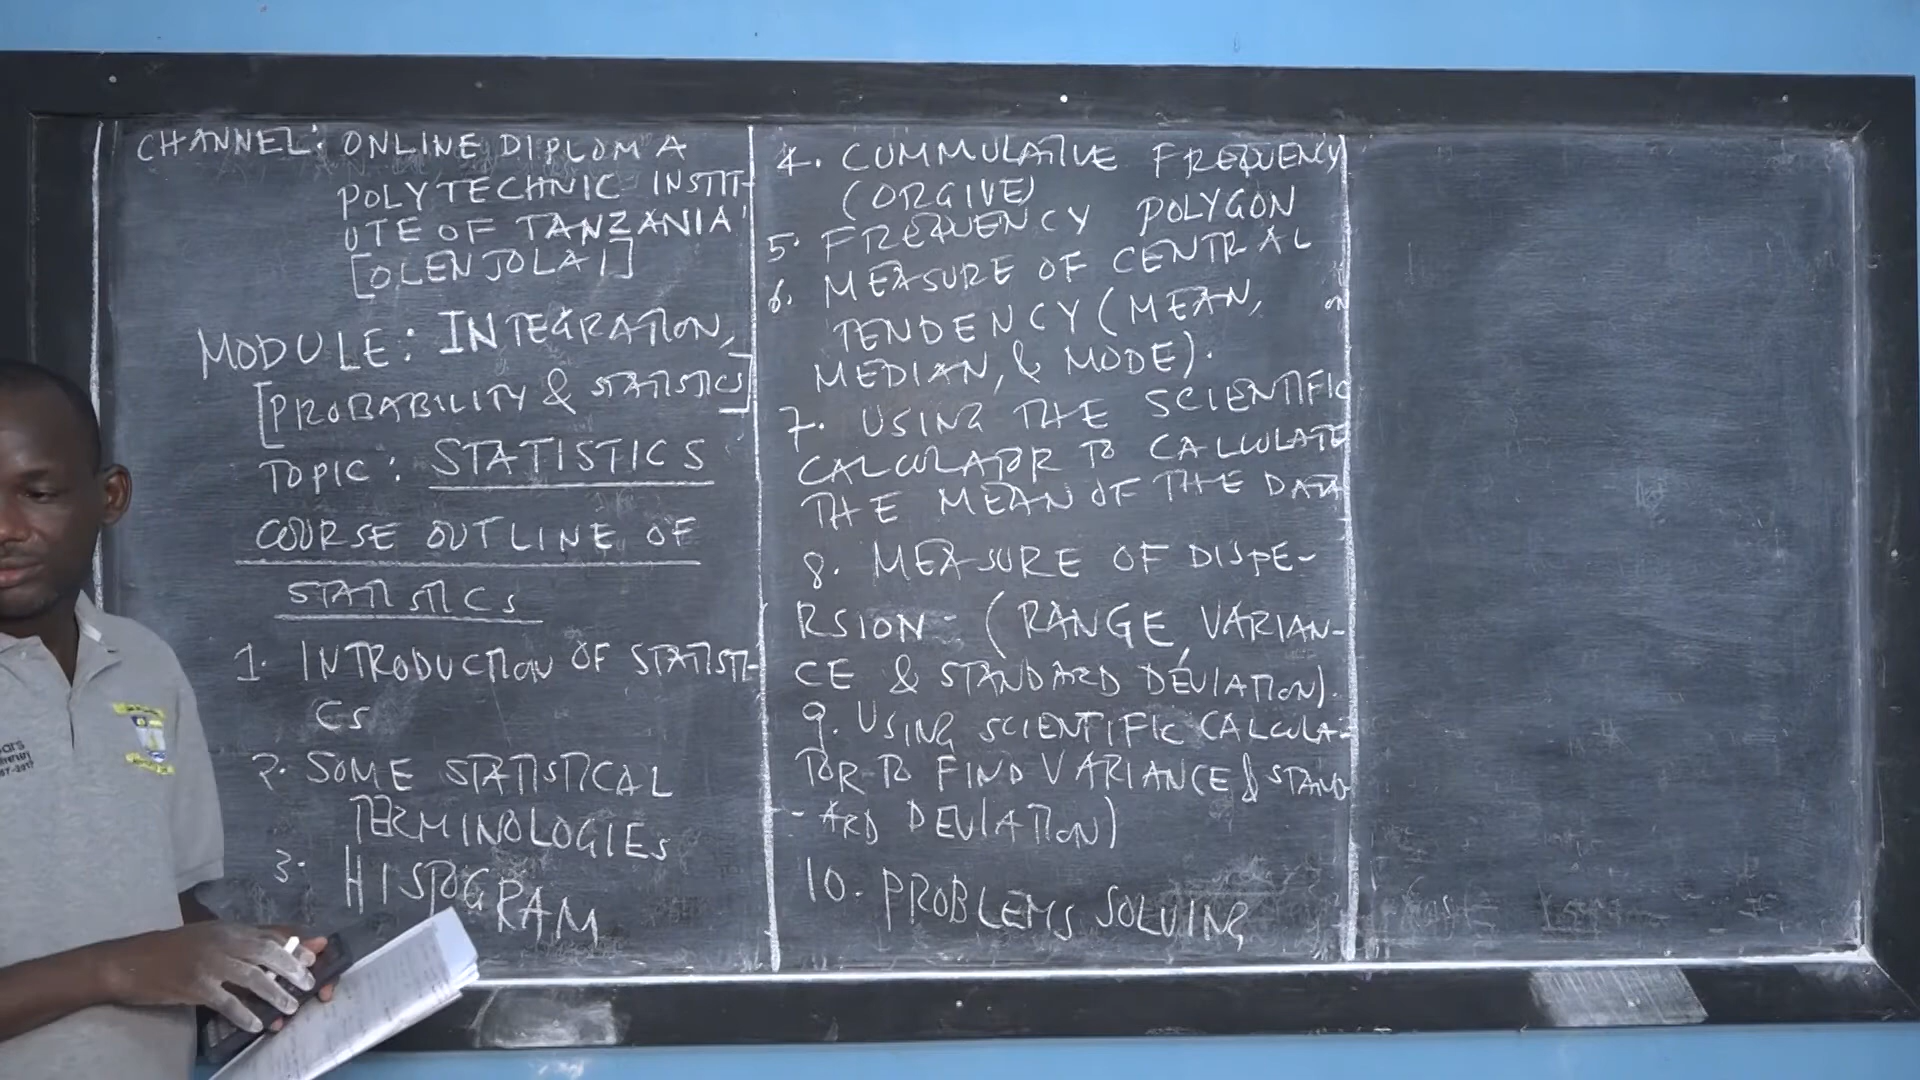 CHANNEL: ONLINE DIPLOMA
POLYTECHNIC INSTIT-
UTE OF TANZANIA
[OLENJOLAI]
MODULE: INTEGRATION,
[PROBABILITY & STATISTICS]
TOPIC: STATISTICS
COURSE OUTLINE OF
STATISTICS
1. INTRODUCTION OF STATISTI-
CS
2. SOME STATISTICAL
TERMINOLOGIES
3. HISTOGRAM
4. CUMMULATIVE FREQUENCY
(ORGIVE)
5. FREQUENCY POLYGON
6. MEASURE OF CENTRAL
TENDENCY (MEAN,
MEDIAN, & MODE).
7. USING THE SCIENTIFIC
CALCULATOR TO CALCULATE
THE MEAN OF THE DATA
8. MEASURE OF DISPE-
RSION - (RANGE, VARIAN-
CE & STANDARD DEVIATION).
9. USING SCIENTIFIC CALCULA-
TOR TO FIND VARIANCE & STAND
- ARD DEVIATION)
10. PROBLEMS SOLVING